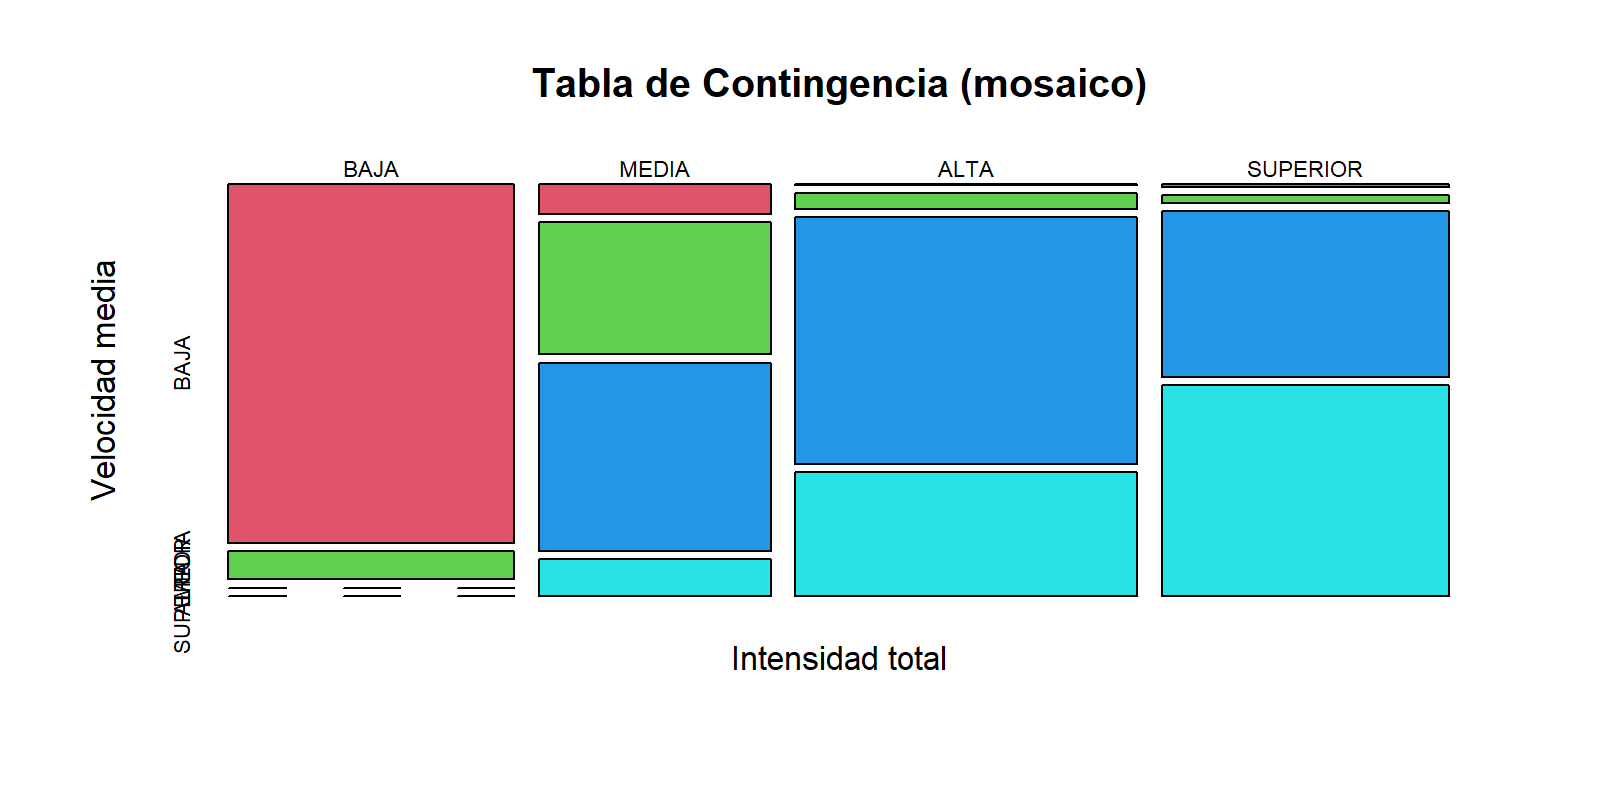 Tabla de Contingencia (mosaico)
BAJA MEDIA ALTA SUPERIOR
Velocidad media
BAJA
Intensidad total